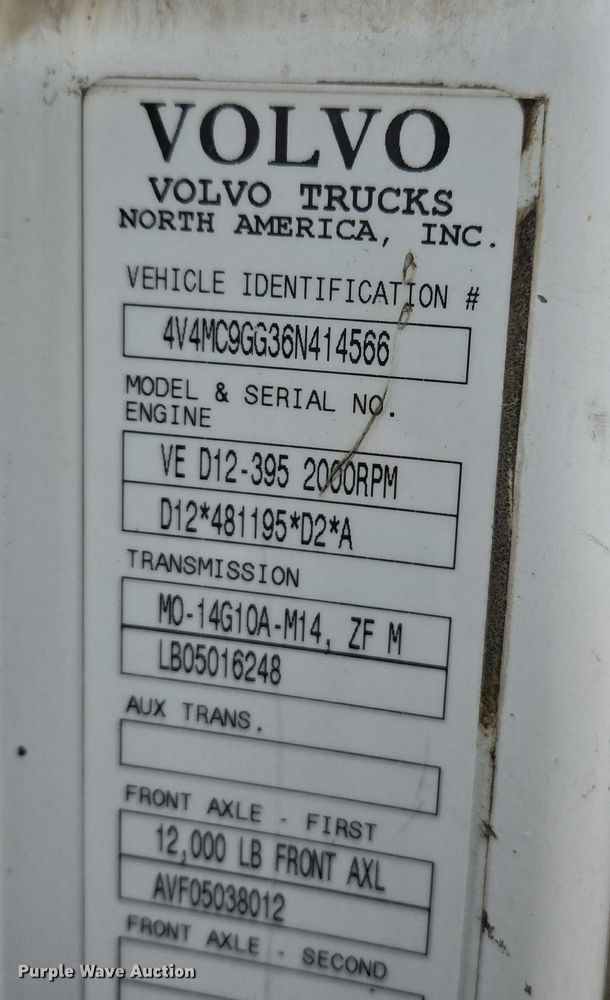 VOLVO
VOLVO TRUCKS
NORTH AMERICA, INC.
VEHICLE IDENTIFICATION #
4V4MC9GG36N414566
MODEL & SERIAL NO.
ENGINE
VE D12-395 2000RPM
D12*481195*D2*A
TRANSMISSION
MO-14G10A-M14, ZF M
LB05016248
AUX TRANS.
FRONT AXLE - FIRST
12,000 LB FRONT AXL
AVF05038012
FRONT AXLE - SECOND
Purple Wave Auction